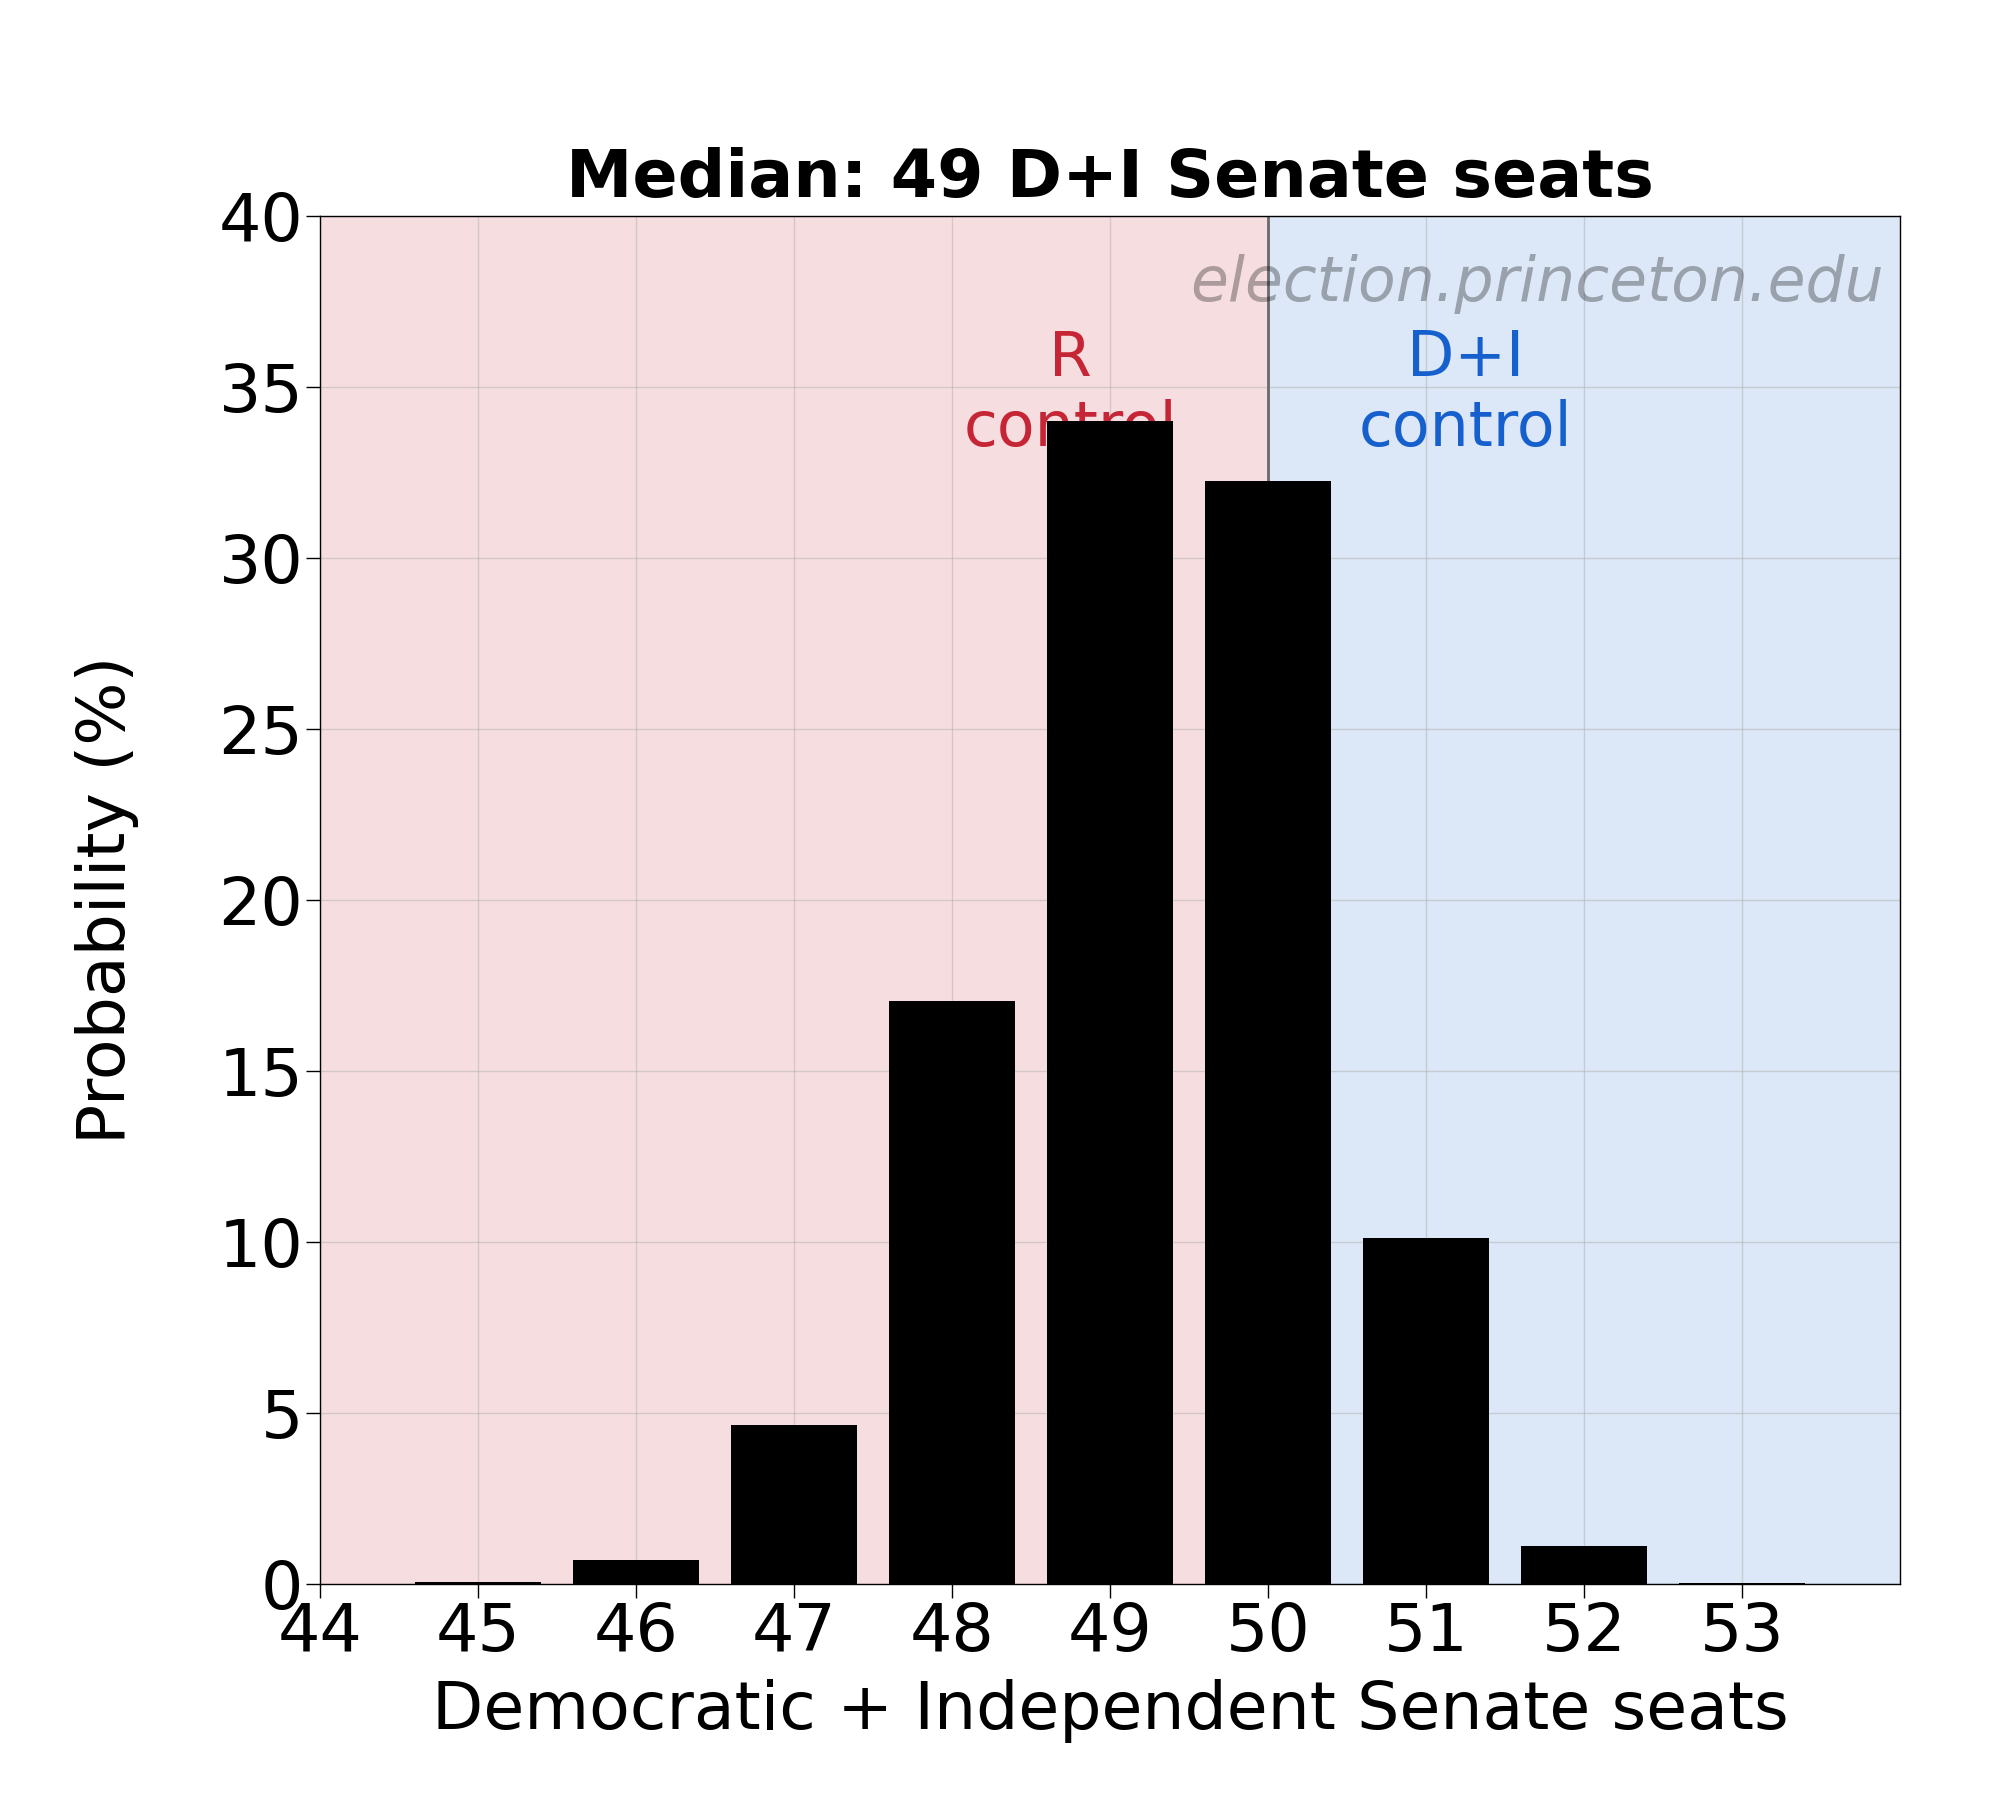 Median: 49 D+I Senate seats
election.princeton.edu
R
control
D+I
control
40
35
30
25
20
15
10
5
0
Probability (%)
44 45 46 47 48 49 50 51 52 53
Democratic + Independent Senate seats